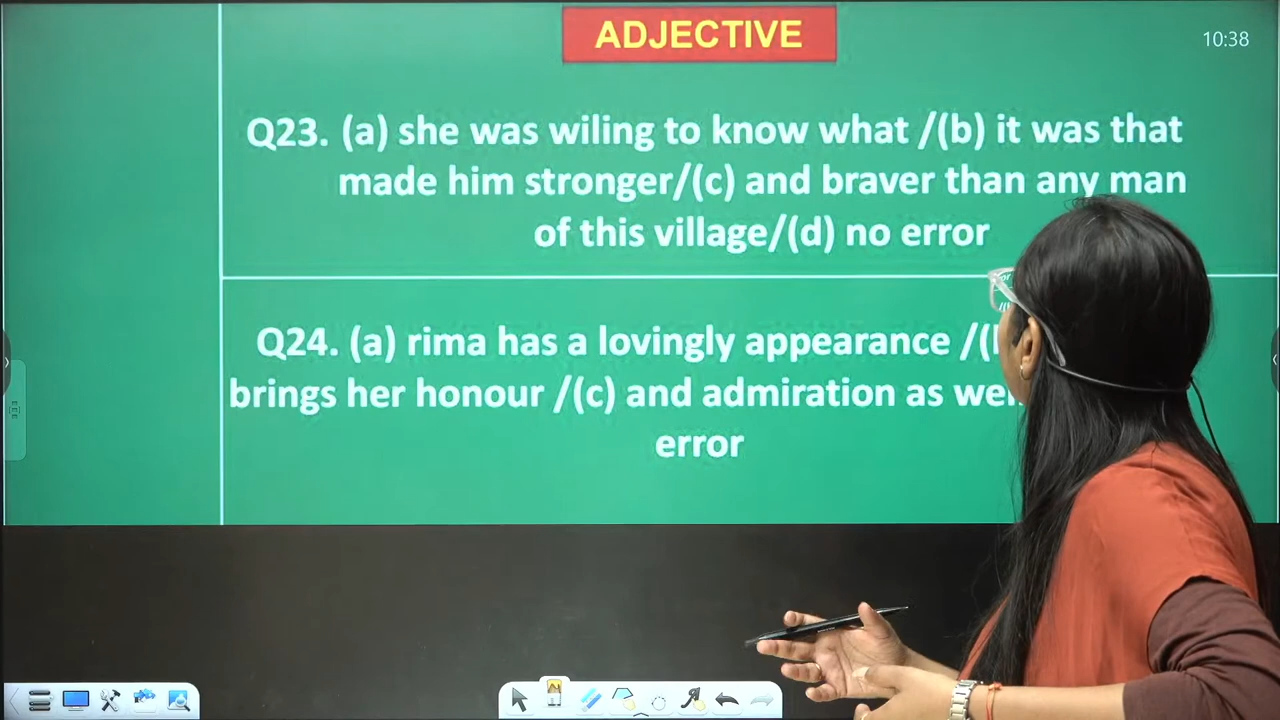 ADJECTIVE
10:38
Q23. (a) she was wiling to know what /(b) it was that
made him stronger/(c) and braver than any man
of this village/(d) no error
Q24. (a) rima has a lovingly appearance
brings her honour /(c) and admiration as
error